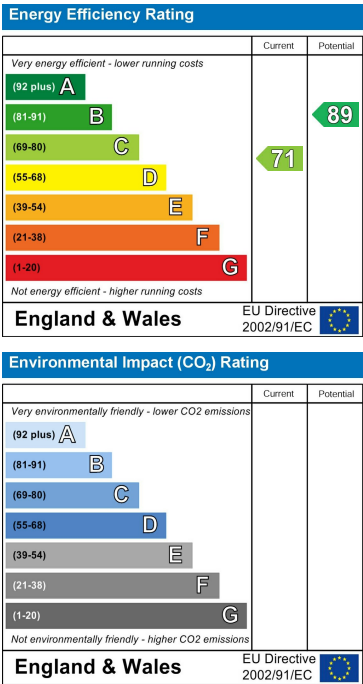 Energy Efficiency Rating
Current Potential
Very energy efficient - lower running costs
(92 plus) A
(81-91) B
89
(69-80) C
71
(55-68) D
(39-54) E
(21-38) F
(1-20) G
Not energy efficient - higher running costs
England & Wales
EU Directive
2002/91/EC
Environmental Impact (CO₂) Rating
Current Potential
Very environmentally friendly - lower CO2 emissions
(92 plus) A
(81-91) B
(69-80) C
(55-68) D
(39-54) E
(21-38) F
(1-20) G
Not environmentally friendly - higher CO2 emissions
England & Wales
EU Directive
2002/91/EC